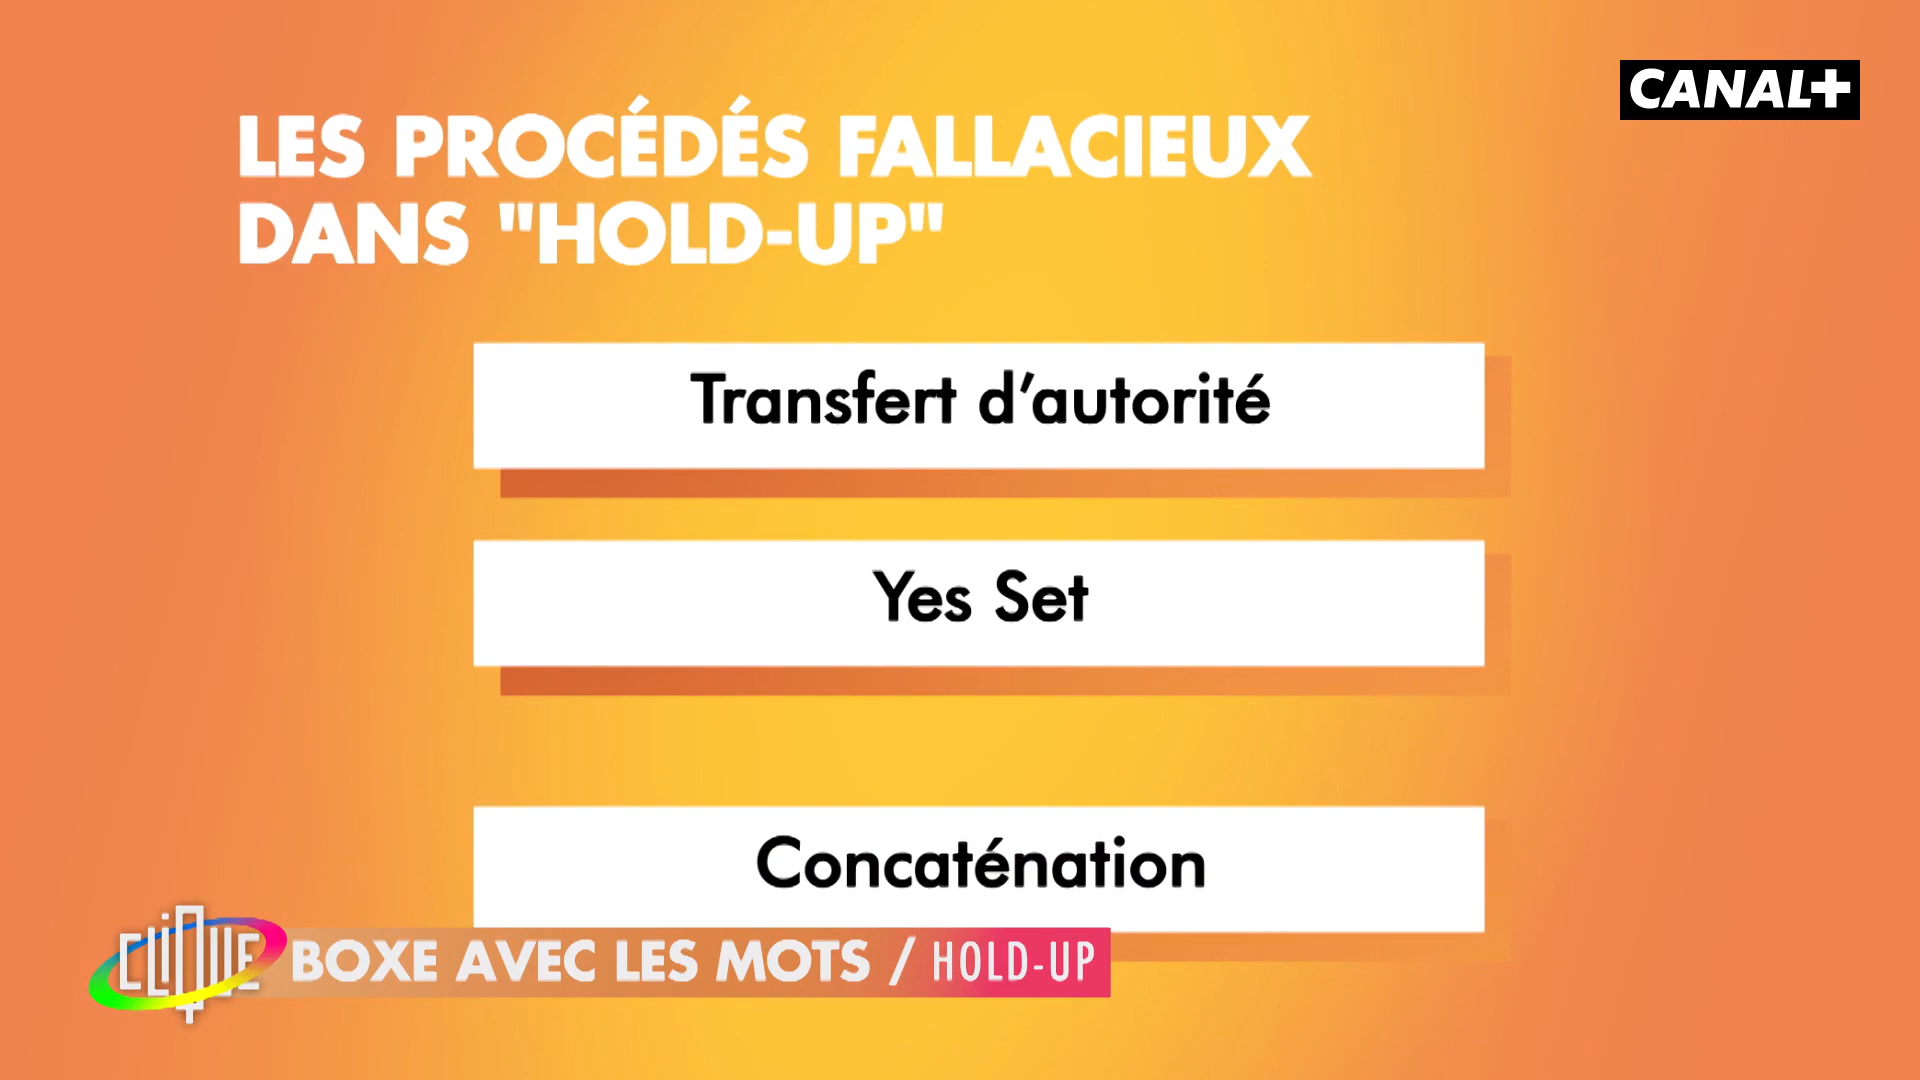 CANAL+
LES PROCÉDÉS FALLACIEUX
DANS "HOLD-UP"
Transfert d’autorité
Yes Set
Concaténation
CLIQUE
BOXE AVEC LES MOTS / HOLD-UP